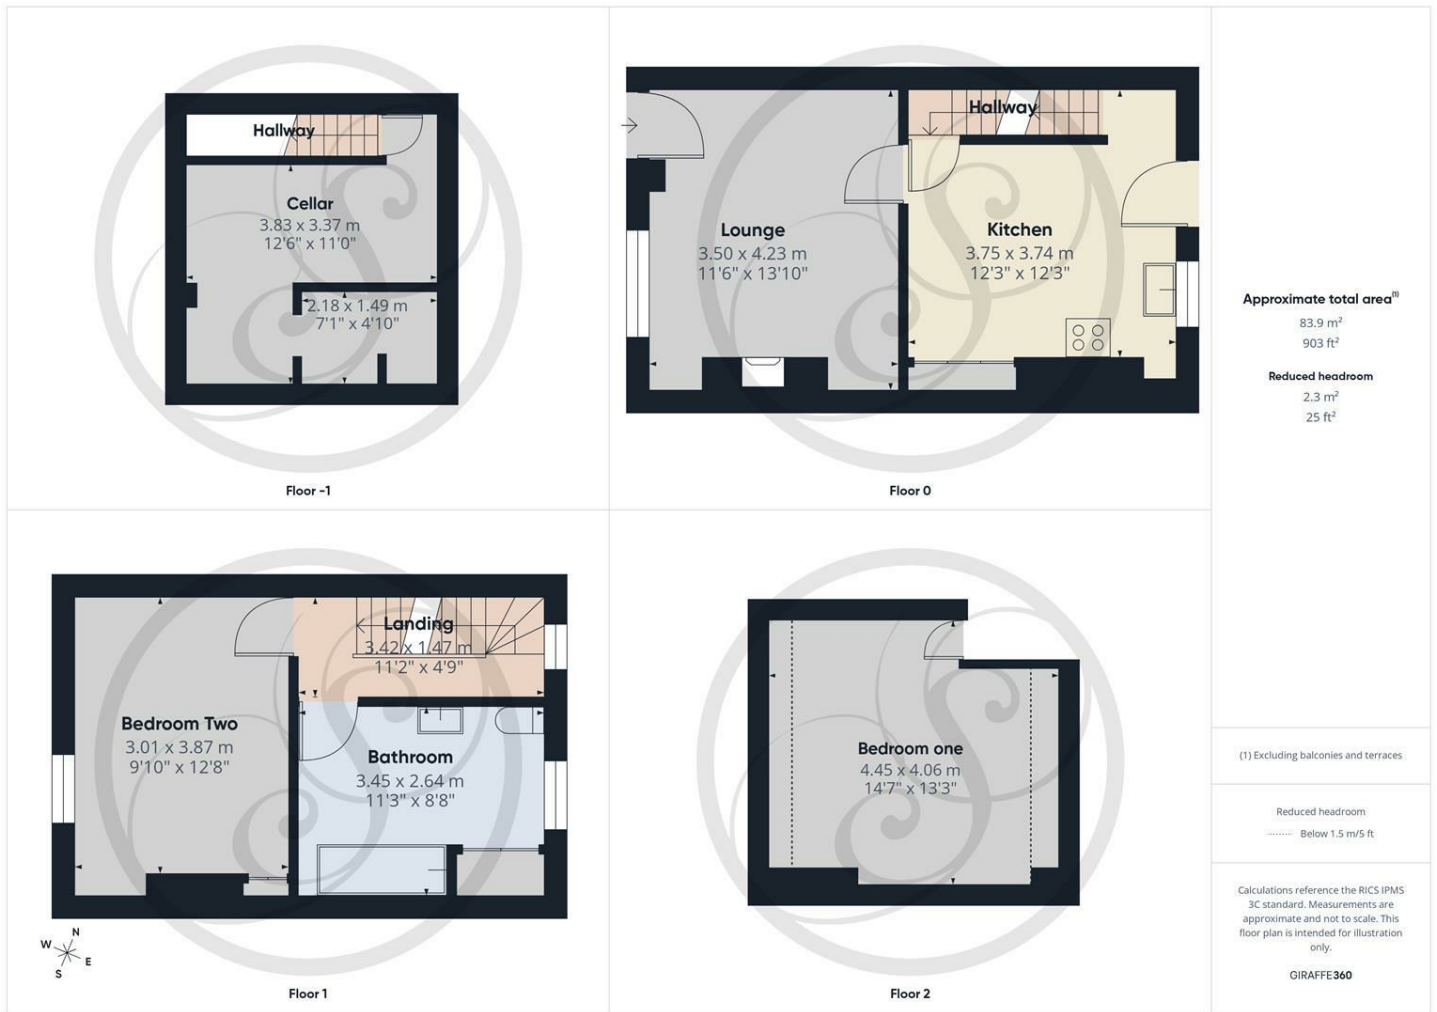 Hallway
Cellar
3.83 x 3.37 m
12'6" x 11'0"
2.18 x 1.49 m
7'1" x 4'10"
Floor -1
Hallway
Lounge
3.50 x 4.23 m
11'6" x 13'10"
Kitchen
3.75 x 3.74 m
12'3" x 12'3"
Floor 0
Landing
3.42 x 1.47 m
11'2" x 4'9"
Bedroom Two
3.01 x 3.87 m
9'10" x 12'8"
Bathroom
3.45 x 2.64 m
11'3" x 8'8"
N
W
E
S
Floor 1
Bedroom one
4.45 x 4.06 m
14'7" x 13'3"
Floor 2
Approximate total area(1)
83.9 m²
903 ft²
Reduced headroom
2.3 m²
25 ft²
(1) Excluding balconies and terraces
Reduced headroom
Below 1.5 m/5 ft
Calculations reference the RICS IPMS
3C standard. Measurements are
approximate and not to scale. This
floor plan is intended for illustration
only.
GIRAFFE360